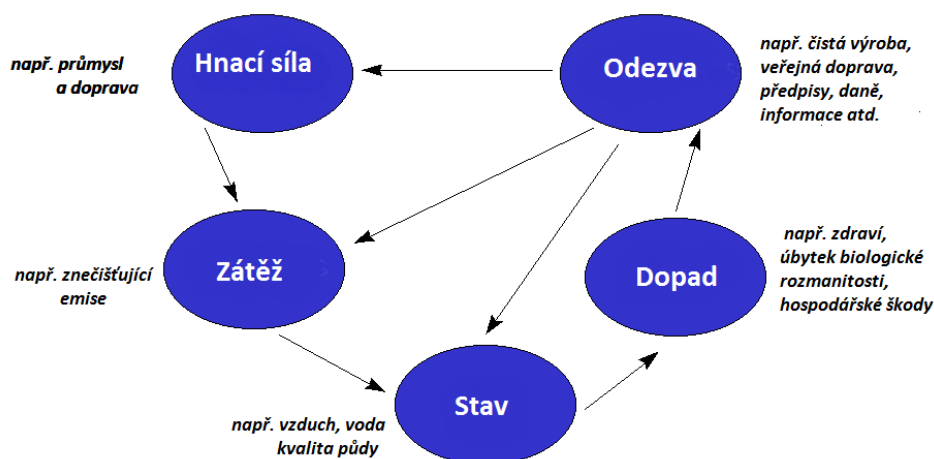 např. průmysl
a doprava
Hnací síla
Odezva
např. čistá výroba,
veřejná doprava,
předpisy, daně,
informace atd.
např. znečišťující
emise
Zátěž
Dopad
např. zdraví,
úbytek biologické
rozmanitosti,
hospodářské škody
např. vzduch, voda
kvalita půdy
Stav